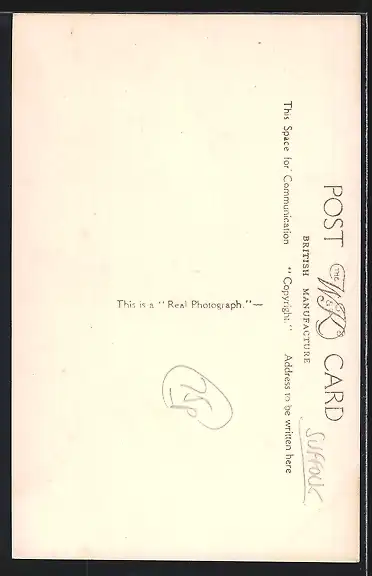 POST THE W&K CARD
BRITISH MANUFACTURE
This Space for Communication "Copyright." Address to be written here
This is a "Real Photograph."—
75p
SUFFOLK